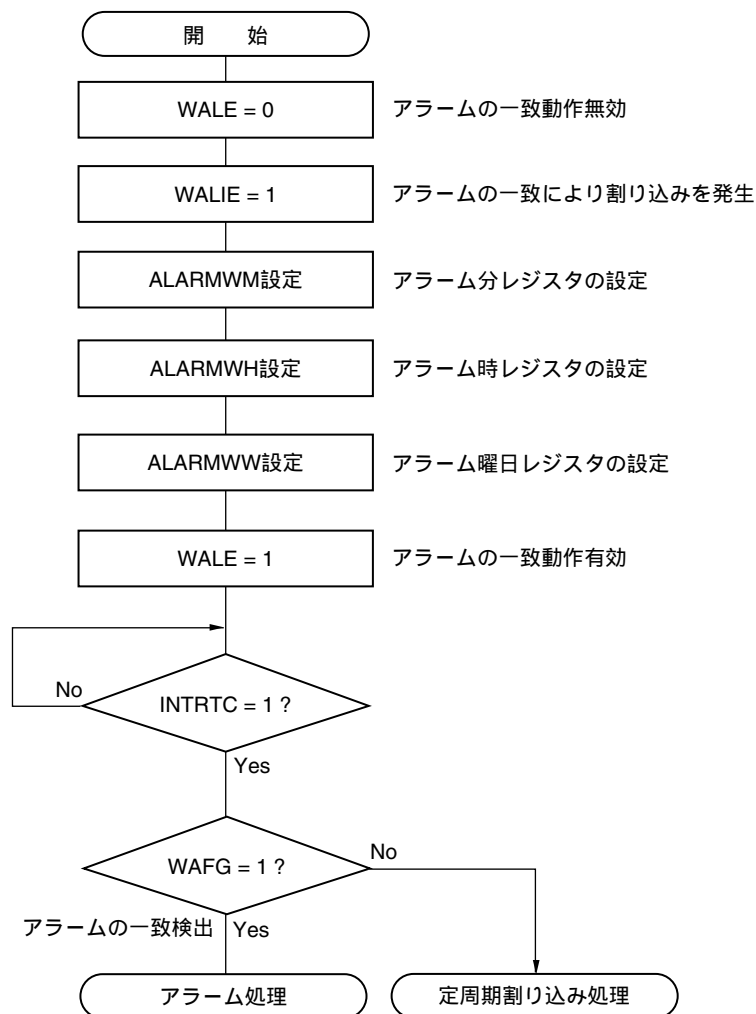 開　始
WALE = 0
アラームの一致動作無効
WALIE = 1
アラームの一致により割り込みを発生
ALARMWM設定
アラーム分レジスタの設定
ALARMWH設定
アラーム時レジスタの設定
ALARMWW設定
アラーム曜日レジスタの設定
WALE = 1
アラームの一致動作有効
No
INTRTC = 1 ?
Yes
WAFG = 1 ?
No
アラームの一致検出
Yes
アラーム処理
定周期割り込み処理